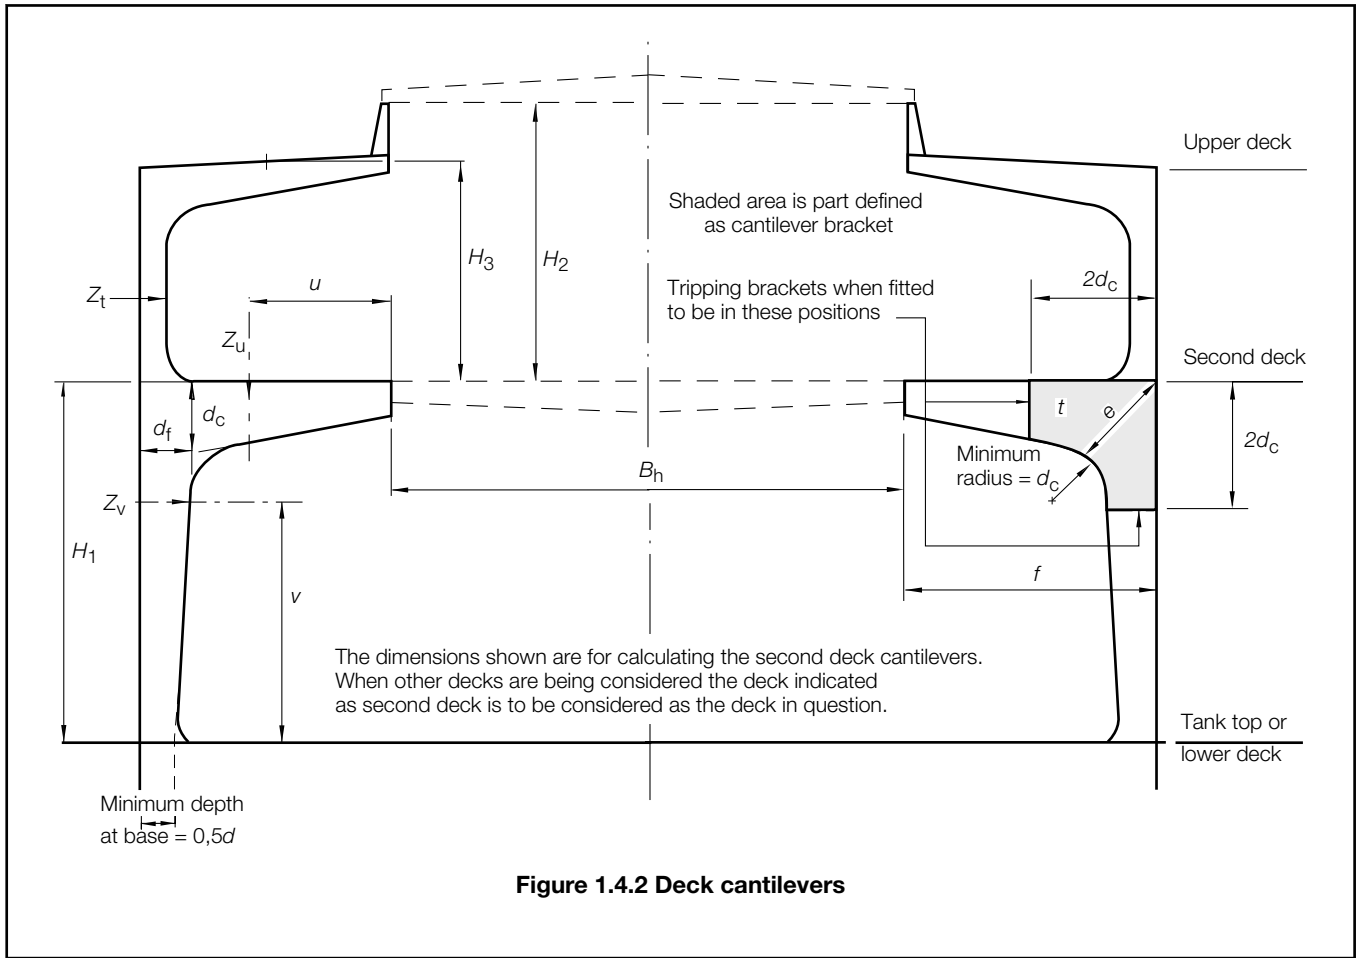 Upper deck
Shaded area is part defined
as cantilever bracket
H3
H2
Tripping brackets when fitted
to be in these positions
2dc
u
Zt
Zu
Second deck
dc
df
t
e
2dc
Minimum
radius = dc
Bh
Zv
H1
v
f
The dimensions shown are for calculating the second deck cantilevers.
When other decks are being considered the deck indicated
as second deck is to be considered as the deck in question.
Tank top or
lower deck
Minimum depth
at base = 0,5d
Figure 1.4.2 Deck cantilevers